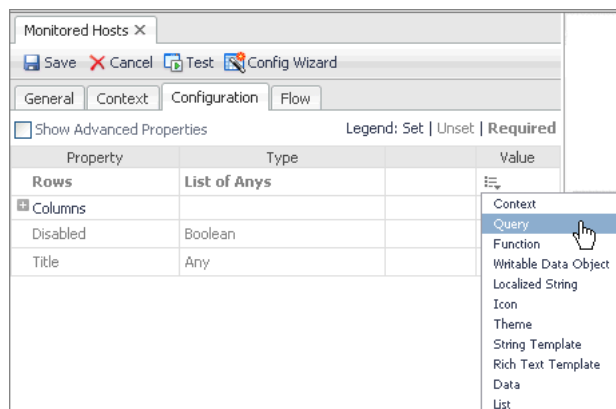 Monitored Hosts
Save Cancel Test Config Wizard
General Context Configuration Flow
Show Advanced Properties Legend: Set | Unset | Required
Property Type Value
Rows List of Anys
Columns
Disabled Boolean
Title Any
Context
Query
Function
Writable Data Object
Localized String
Icon
Theme
String Template
Rich Text Template
Data
List